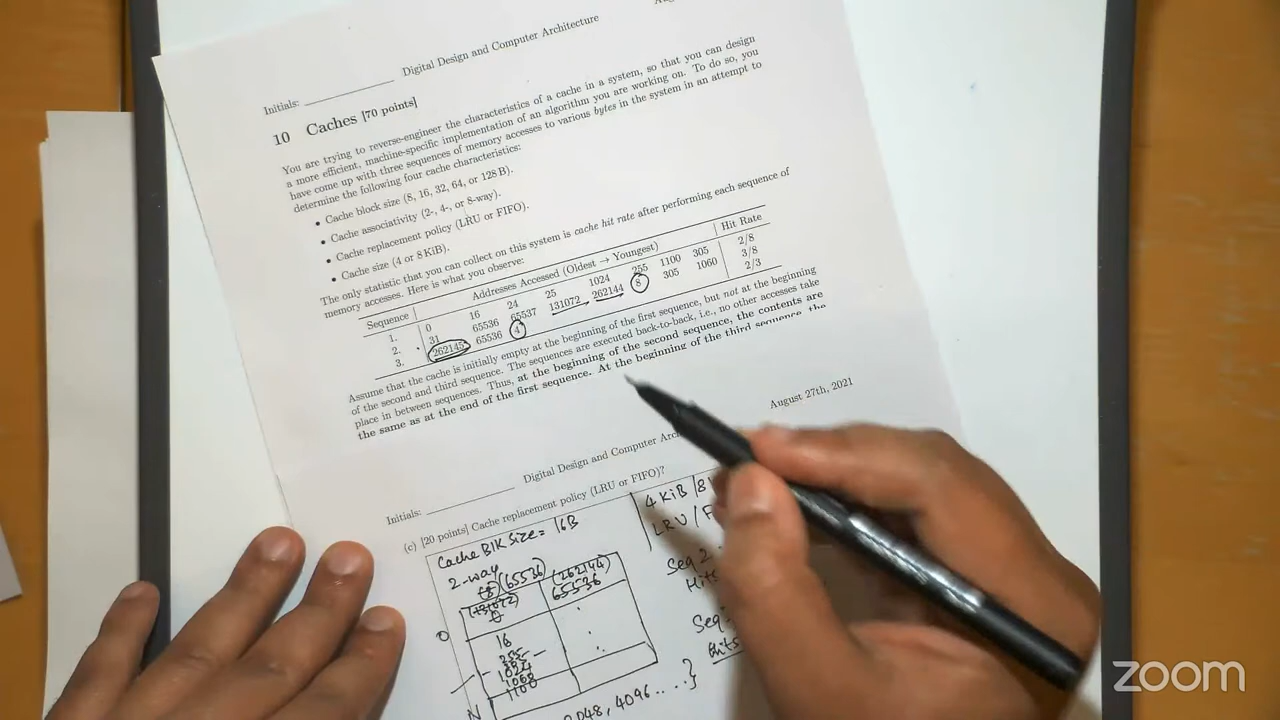 Digital Design and Computer Architecture
Initials:
10 Caches [70 points]
You are trying to reverse-engineer the characteristics of a cache in a system, so that you can design
a more efficient, machine-specific implementation of an algorithm you are working on. To do so, you
have come up with three sequences of memory accesses to various bytes in the system in an attempt to
determine the following four cache characteristics:
• Cache block size (8, 16, 32, 64, or 128 B).
• Cache associativity (2-, 4-, or 8-way).
• Cache replacement policy (LRU or FIFO).
• Cache size (4 or 8 KiB).
The only statistic that you can collect on this system is cache hit rate after performing each sequence of
memory accesses. Here is what you observe:
Sequence Addresses Accessed (Oldest → Youngest) Hit Rate
1. 0 16 24 25 1024 255 1100 305 2/8
2. 31 65536 65537 131072 262144 8 305 1060 3/8
3. 262145 65536 4 2/3
Assume that the cache is initially empty at the beginning of the first sequence, but not at the beginning
of the second and third sequence. The sequences are executed back-to-back, i.e., no other accesses take
place in between sequences. Thus, at the beginning of the second sequence, the contents are
the same as at the end of the first sequence. At the beginning of the third sequence the
August 27th, 2021
Digital Design and Computer Arc
Initials:
(c) [20 points] Cache replacement policy (LRU or FIFO)?
Cache Blk Size = 16B
4 KiB / 8
LRU / F
2-way
Seq 2
Hits
(65536) (262144)
(131072) 65536
0
16
255
1024
1060
1100
Seq
Hits
N
2048, 4096 .....}
zoom